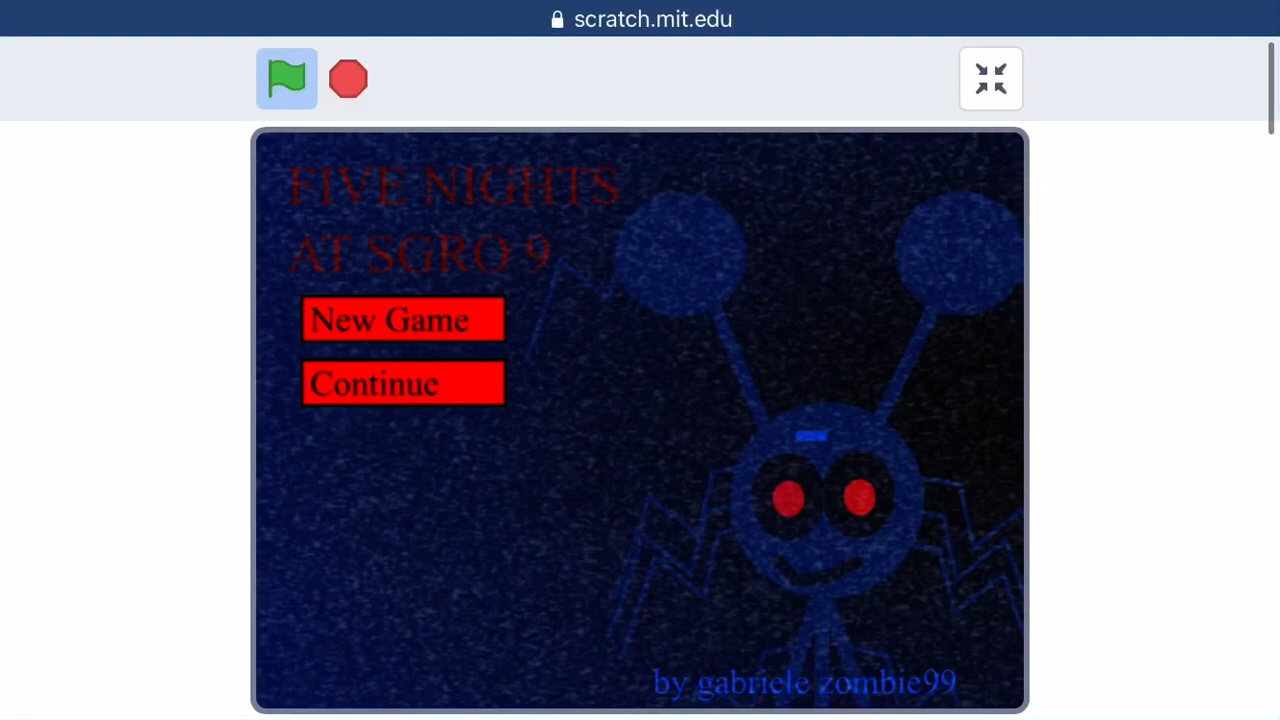 scratch.mit.edu
FIVE NIGHTS
AT SGRO 9
New Game
Continue
by gabriele zombie99